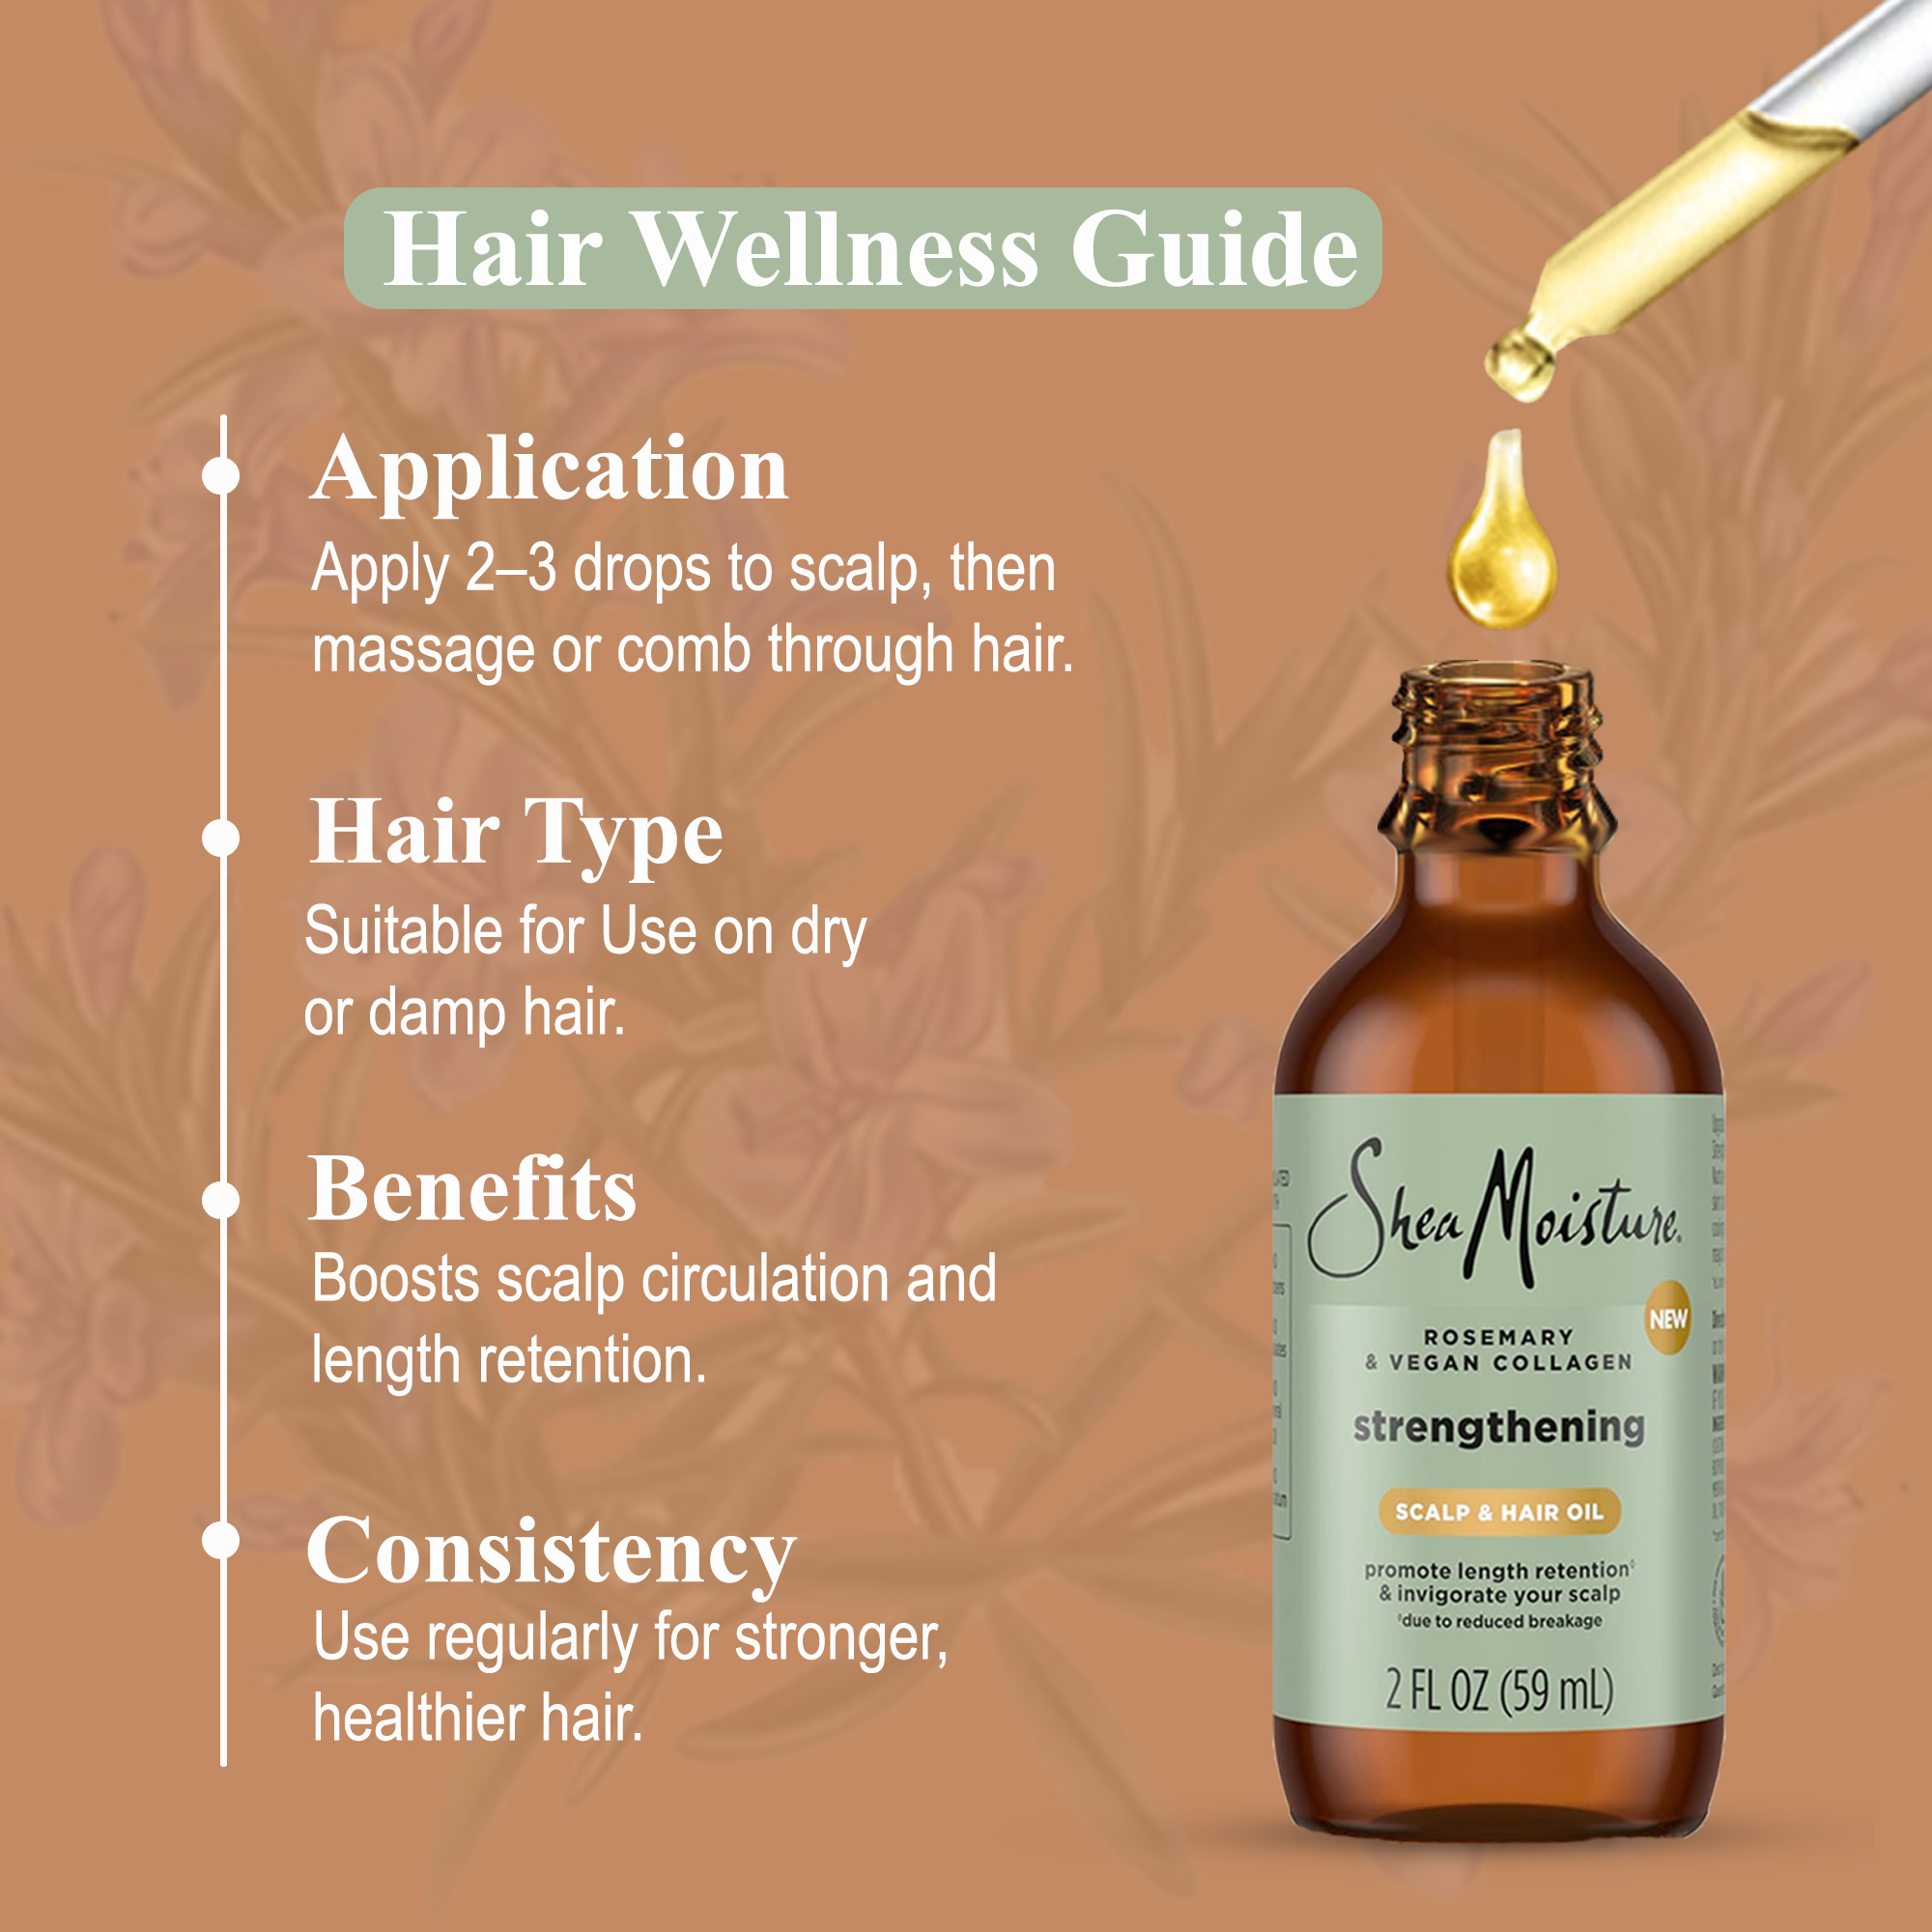 Hair Wellness Guide
Application
Apply 2–3 drops to scalp, then
massage or comb through hair.
Hair Type
Suitable for Use on dry
or damp hair.
Benefits
Boosts scalp circulation and
length retention.
Consistency
Use regularly for stronger,
healthier hair.
SheaMoisture
NEW
ROSEMARY
& VEGAN COLLAGEN
strengthening
SCALP & HAIR OIL
promote length retention◊
& invigorate your scalp
◊due to reduced breakage
2 FL OZ (59 mL)